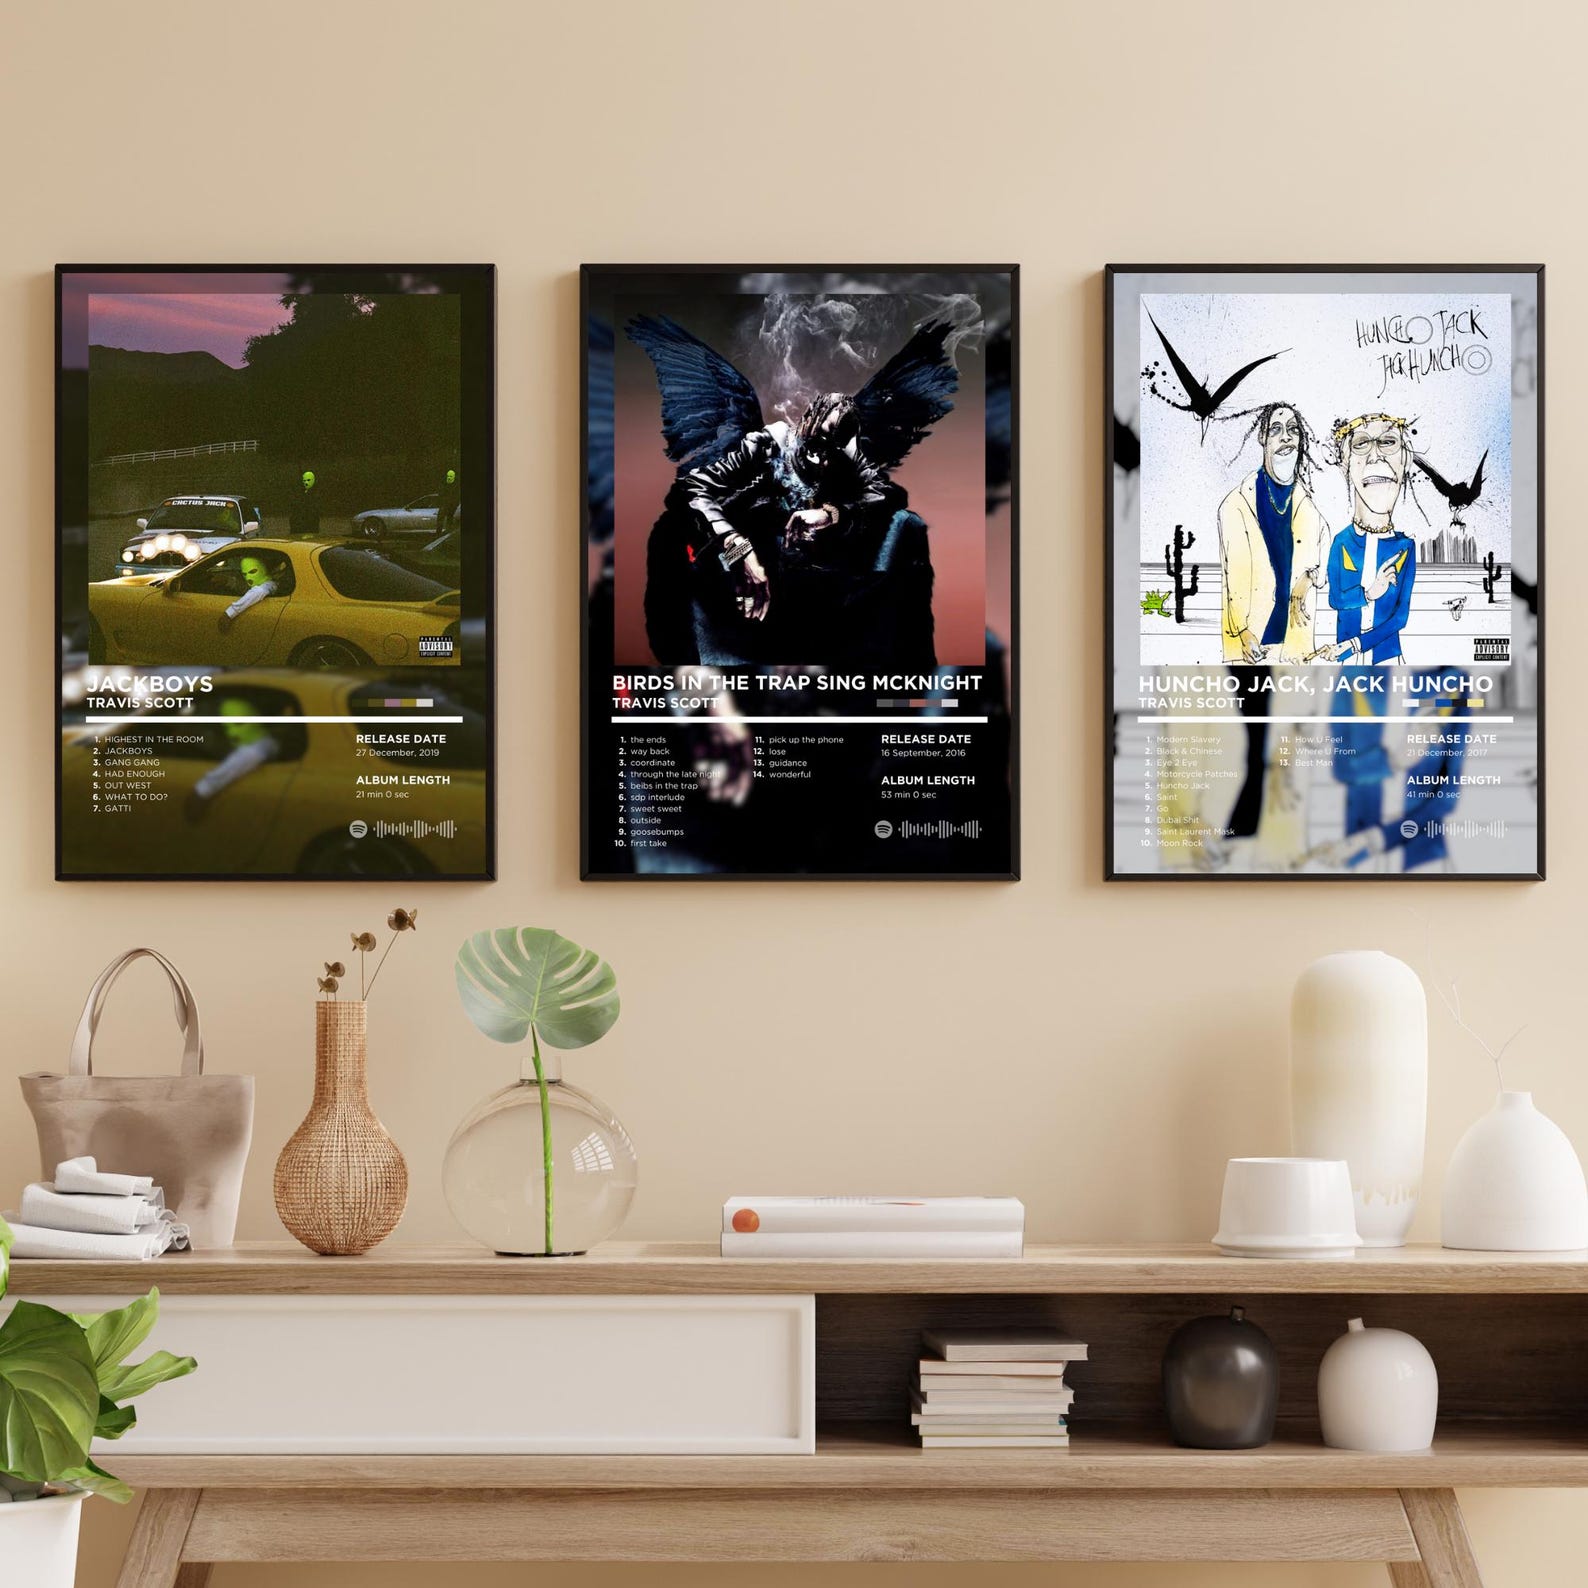 CACTUS JACK
PARENTAL
ADVISORY
EXPLICIT CONTENT
JACKBOYS
TRAVIS SCOTT
1. HIGHEST IN THE ROOM
2. JACKBOYS
3. GANG GANG
4. HAD ENOUGH
5. OUT WEST
6. WHAT TO DO?
7. GATTI
RELEASE DATE
27 December, 2019
ALBUM LENGTH
21 min 0 sec
BIRDS IN THE TRAP SING MCKNIGHT
TRAVIS SCOTT
1. the ends
2. way back
3. coordinate
4. through the late night
5. beibs in the trap
6. sdp interlude
7. sweet sweet
8. outside
9. goosebumps
10. first take
11. pick up the phone
12. lose
13. guidance
14. wonderful
RELEASE DATE
16 September, 2016
ALBUM LENGTH
53 min 0 sec
HUNCHO JACK
JACK HUNCHO
PARENTAL
ADVISORY
EXPLICIT CONTENT
HUNCHO JACK, JACK HUNCHO
TRAVIS SCOTT
1. Modern Slavery
2. Black & Chinese
3. Eye 2 Eye
4. Motorcycle Patches
5. Huncho Jack
6. Saint
7. Go
8. Dubai Shit
9. Saint Laurent Mask
10. Moon Rock
11. How U Feel
12. Where U From
13. Best Man
RELEASE DATE
21 December, 2017
ALBUM LENGTH
41 min 0 sec